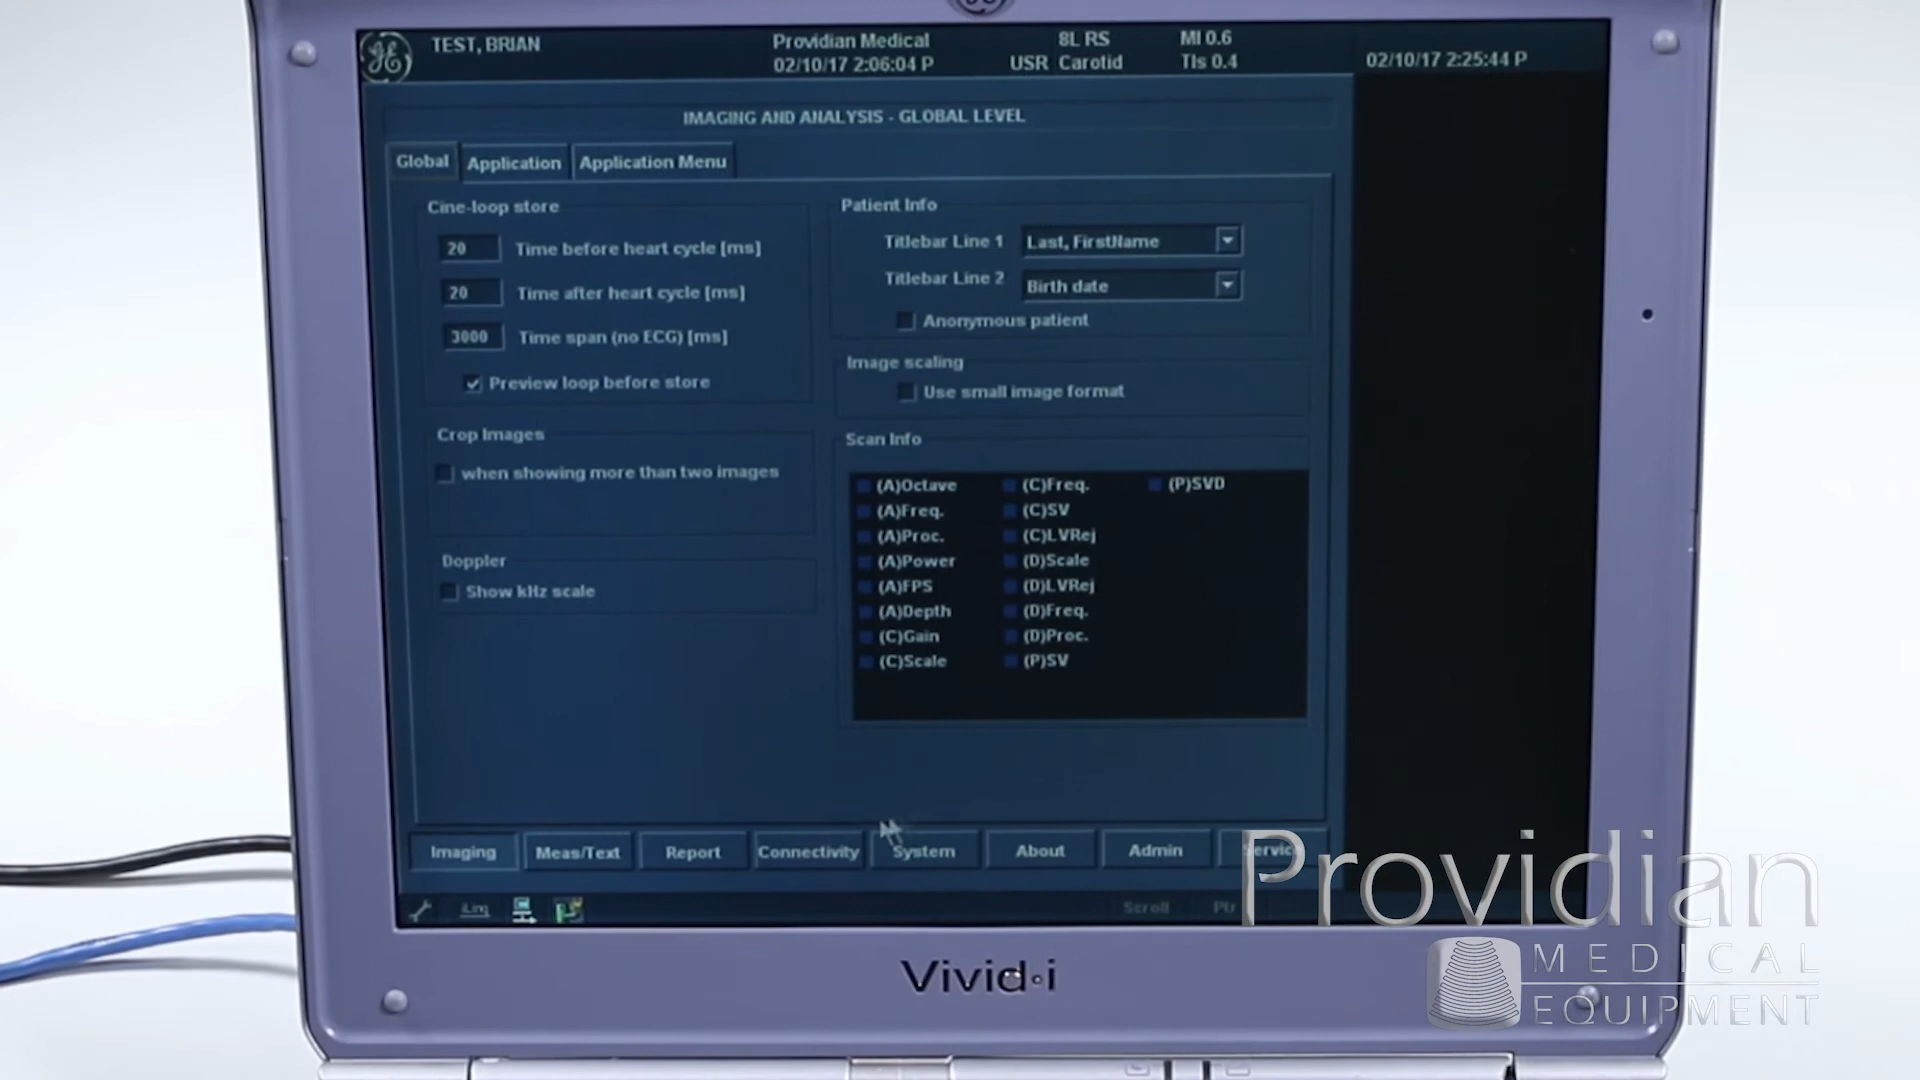 TEST, BRIAN
Providian Medical
02/10/17 2:06:04 P
8L RS
USR Carotid
MI 0.6
TIs 0.4
02/10/17 2:25:44 P
IMAGING AND ANALYSIS - GLOBAL LEVEL
Global
Application
Application Menu
Cine-loop store
20 Time before heart cycle [ms]
20 Time after heart cycle [ms]
3000 Time span (no ECG) [ms]
Preview loop before store
Crop Images
when showing more than two images
Doppler
Show kHz scale
Patient Info
Titlebar Line 1 Last, FirstName
Titlebar Line 2 Birth date
Anonymous patient
Image scaling
Use small image format
Scan Info
(A)Octave (C)Freq. (P)SVD
(A)Freq. (C)SV
(A)Proc. (C)LVRej
(A)Power (D)Scale
(A)FPS (D)LVRej
(A)Depth (D)Freq.
(C)Gain (D)Proc.
(C)Scale (P)SV
Imaging Meas/Text Report Connectivity System About Admin Service
iLinq
Scroll Ptr
Vivid i
Providian
MEDICAL
EQUIPMENT